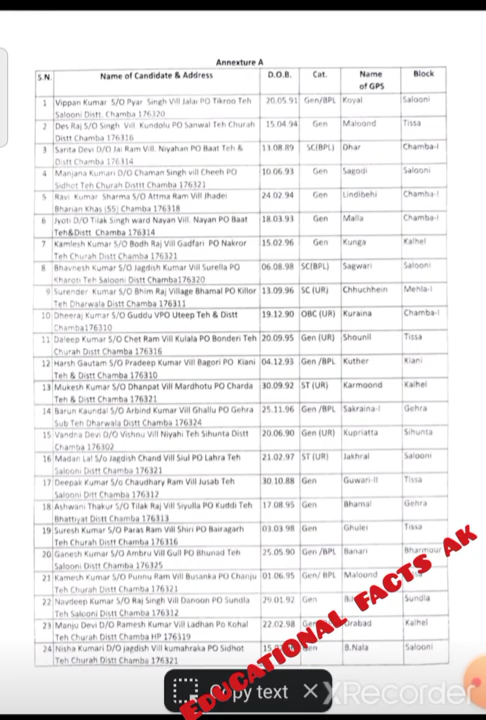 Annexture A
S.N. Name of Candidate & Address D.O.B. Cat. Name of GPS Block
1 Vippan Kumar S/O Pyar Singh Vill Jalai PO Tikroo Teh 20.05.91 Gen/BPL Koyal Salooni
Salooni Distt. Chamba 176320
2 Des Raj S/O Singh Vill. Kundolu PO Sanwal Teh Churah 15.04.94 Gen Maloond Tissa
Distt Chamba 176316
3 Sarita Devi D/O Jai Ram Vill. Niyahan PO Baat Teh & 13.08.89 SC(BPL) Dhar Chamba-I
Distt Chamba 176314
4 Manjana Kumari D/O Chaman Singh vill Cheeh PO 10.06.93 Gen Sagodi Salooni
Sidhot Teh Churah Distt Chamba 176321
5 Ravi Kumar Sharma S/O Attma Ram Vill Jhadei 24.02.94 Gen Lindibehi Chamba-I
Bharian Khas (55) Chamba 176318
6 Jyoti D/O Tilak Singh ward Nayan Vill. Nayan PO Baat 18.03.93 Gen Malla Chamba-I
Teh&Distt Chamba 176314
7 Kamlesh Kumar S/O Bodh Raj Vill Gadfari PO Nakror 15.02.96 Gen Kunga Kalhel
Teh Churah Distt Chamba 176321
8 Bhavnesh Kumar S/O Jagdish Kumar Vill Surella PO 06.08.98 SC(BPL) Sagwari Salooni
Kharoti Teh Salooni Distt Chamba176320
9 Surender Kumar S/O Bhim Raj Village Bhamal PO Killor 13.09.96 SC (UR) Chhuchhein Mehla-I
Teh Dharwala Distt Chamba 176311
10 Dheeraj Kumar S/O Guddu VPO Uteep Teh & Distt 19.12.90 OBC (UR) Kuraina Chamba-I
Chamba176310
11 Daleep Kumar S/O Chet Ram Vill Kulala PO Bonderi Teh 20.09.95 Gen Shounil Tissa
Churah Distt Chamba 176316
12 Harsh Gautam S/O Pradeep Kumar Vill Bagori PO Kiani 04.12.93 Gen /BPL Kuther Kiani
Teh & Distt Chamba 176310
13 Mukesh Kumar S/O Dhanpat Vill Mardhotu PO Charda 30.09.92 ST (UR) Karmoond Kalhel
Teh & Distt Chamba 176321
14 Barun Kaundal S/O Arbind Kumar Vill Ghallu PO Gehra 25.11.96 Gen /BPL Sakraina-I Gehra
Sub Teh Dharwala Distt Chamba 176324
15 Vandna Devi D/O Vishnu Vill Niyahi Teh Sihunta Distt 20.06.90 Gen (UR) Kupriatta Sihunta
Chamba 176302
16 Madan Lal S/o Jagdish Chand Vill Siul PO Lahra Teh 21.02.97 ST (UR) Jakhral Salooni
Salooni Distt Chamba 176321
17 Deepak Kumar S/o Chaudhary Ram Vill Jusab Teh 30.10.88 Gen Guwari-II Tissa
Salooni Ditt Chamba 176312
18 Ashwani Thakur S/O Tilak Raj Vill Siyulla PO Kuddi Teh 17.08.95 Gen Bhamal Gehra
Bhattiyat Distt Chamba 176313
19 Suresh Kumar S/O Paras Ram Vill Shiri PO Bairagarh 03.03.98 Gen Ghulei Tissa
Teh Churah Distt Chamba 176316
20 Ganesh Kumar S/O Ambru Vill Gull PO Bhunad Teh 25.05.90 Gen /BPL Banari Bharmour
Salooni Distt Chamba 176325
21 Kamesh Kumar S/O Punnu Ram Vill Busanka PO Chanju 01.06.95 Gen/ BPL Maloond
Teh Churah Distt Chamba 176321
22 Navdeep Kumar S/O Raj Singh Vill Danoon PO Sundla 29.01.92 Gen Sundla
Teh Salooni Distt Chamba 176312
23 Manju Devi D/O Ramesh Kumar Vill Ladhan Po Kohal 22.02.98 Kalhel
Teh Churah Distt Chamba HP 176319
24 Nisha Kumari D/O jagdish Vill kumahraka PO Sidhot B.Nala Salooni
Teh Churah Distt Chamba 176321
EDUCATIONAL FACTS AK
Copy text × XRecorder